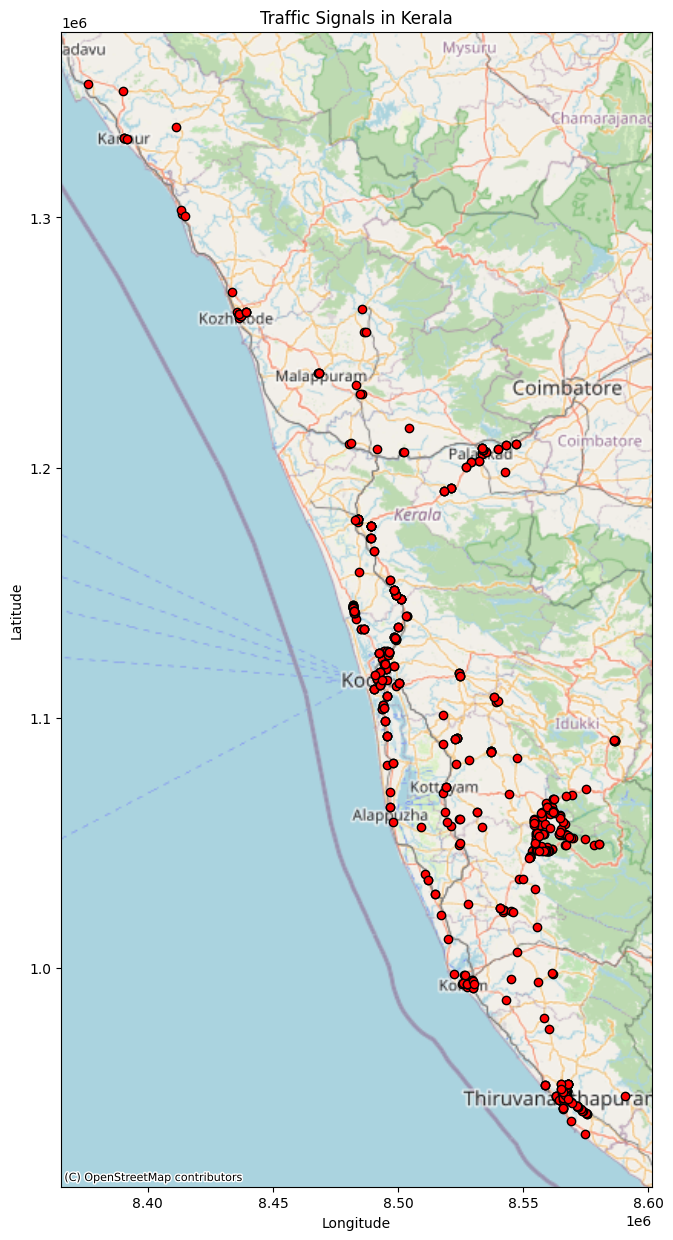 Traffic Signals in Kerala
1e6
adavu
Mysuru
Chamarajanag
Kannur
1.3
Kozhikode
Malappuram
Coimbatore
Coimbatore
Palakkad
1.2
Kerala
Latitude
1.1
Idukki
Kottayam
Alappuzha
1.0
Kollam
Thiruvananthapuram
(C) OpenStreetMap contributors
8.40
8.45
8.50
8.55
8.60
Longitude
1e6